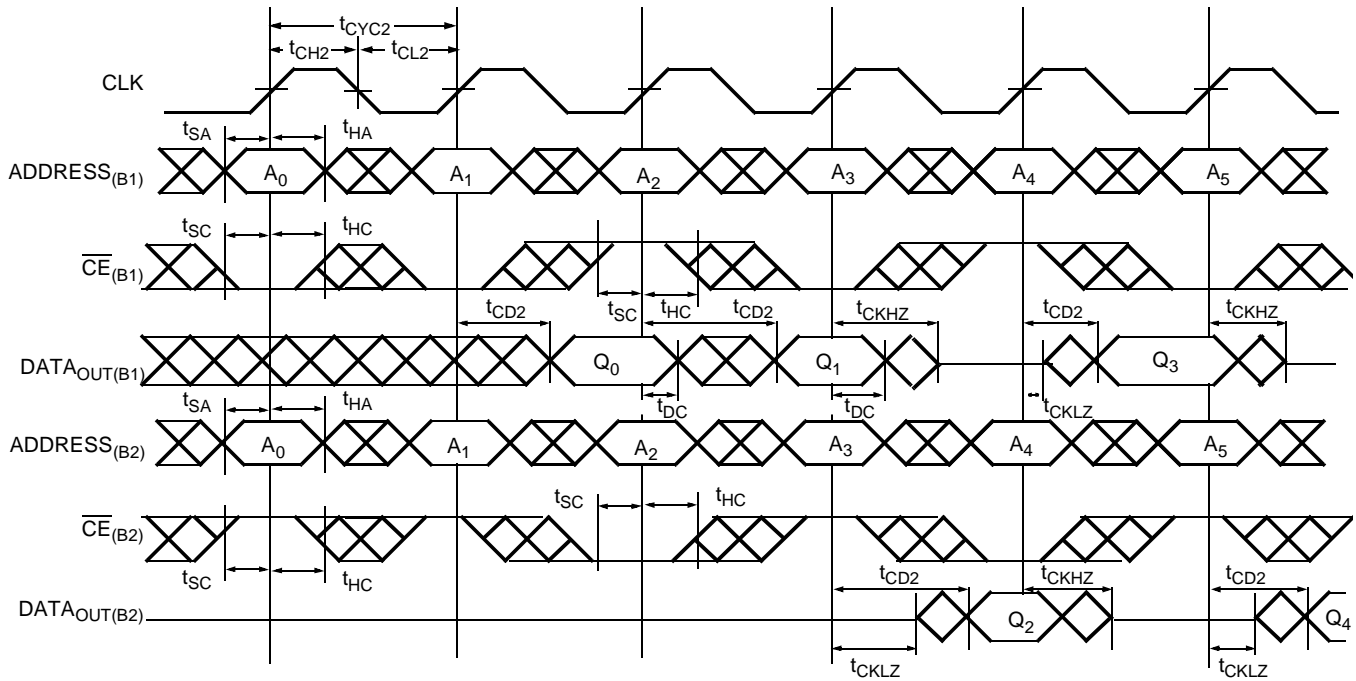 tCYC2
tCH2 tCL2
CLK
tSA tHA
ADDRESS(B1) A0 A1 A2 A3 A4 A5
tSC tHC
CE(B1)
tCD2 tSC tHC tCD2 tCKHZ tCD2 tCKHZ
DATAOUT(B1) Q0 Q1 Q3
tSA tHA tDC tDC tCKLZ
ADDRESS(B2) A0 A1 A2 A3 A4 A5
tSC tHC
CE(B2)
tSC tHC tCD2 tCKHZ tCD2
DATAOUT(B2) Q2 Q4
tCKLZ tCKLZ